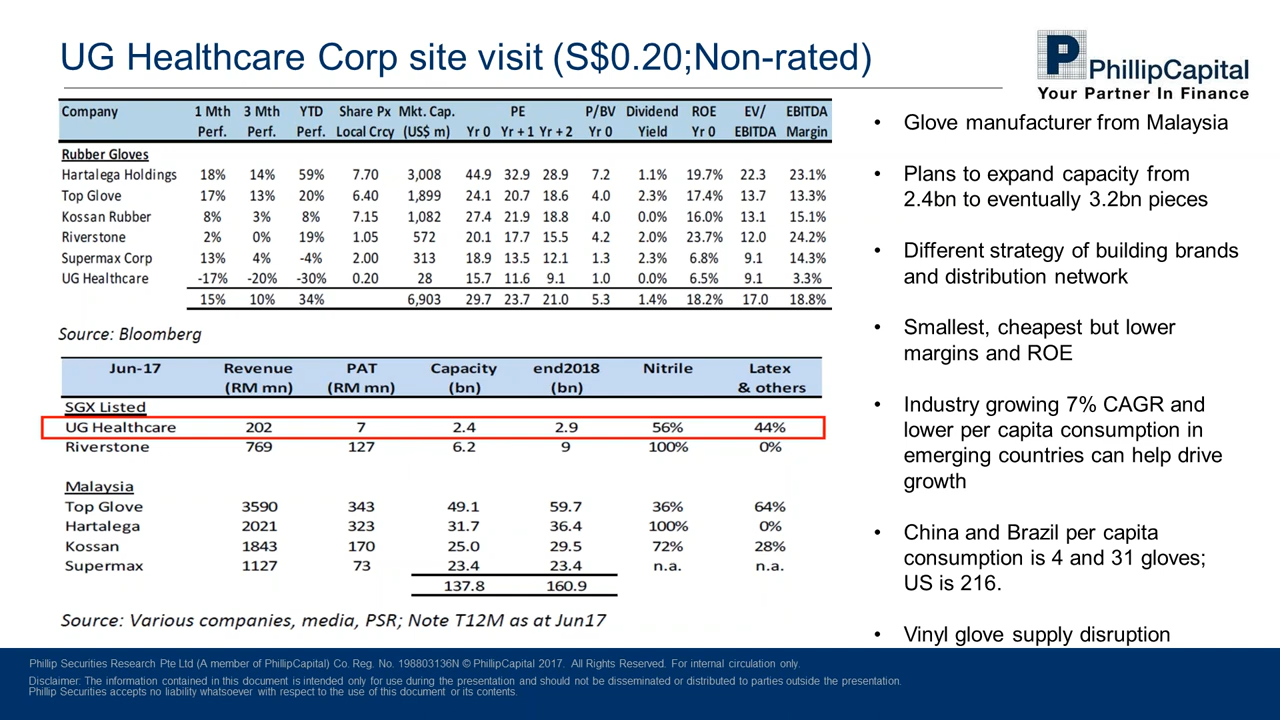 UG Healthcare Corp site visit (S$0.20;Non-rated)
P PhillipCapital
Your Partner In Finance
Company 1 Mth 3 Mth YTD Share Px Mkt. Cap. PE P/BV Dividend ROE EV/ EBITDA
Perf. Perf. Perf. Local Crcy (US$ m) Yr 0 Yr + 1 Yr + 2 Yr 0 Yield Yr 0 EBITDA Margin
Rubber Gloves
Hartalega Holdings 18% 14% 59% 7.70 3,008 44.9 32.9 28.9 7.2 1.1% 19.7% 22.3 23.1%
Top Glove 17% 13% 20% 6.40 1,899 24.1 20.7 18.6 4.0 2.3% 17.4% 13.7 13.3%
Kossan Rubber 8% 3% 8% 7.15 1,082 27.4 21.9 18.8 4.0 0.0% 16.0% 13.1 15.1%
Riverstone 2% 0% 19% 1.05 572 20.1 17.7 15.5 4.2 2.0% 23.7% 12.0 24.2%
Supermax Corp 13% 4% -4% 2.00 313 18.9 13.5 12.1 1.3 2.3% 6.8% 9.1 14.3%
UG Healthcare -17% -20% -30% 0.20 28 15.7 11.6 9.1 1.0 0.0% 6.5% 9.1 3.3%
15% 10% 34% 6,903 29.7 23.7 21.0 5.3 1.4% 18.2% 17.0 18.8%
Source: Bloomberg
Jun-17 Revenue PAT Capacity end2018 Nitrile Latex
(RM mn) (RM mn) (bn) (bn) & others
SGX Listed
UG Healthcare 202 7 2.4 2.9 56% 44%
Riverstone 769 127 6.2 9 100% 0%
Malaysia
Top Glove 3590 343 49.1 59.7 36% 64%
Hartalega 2021 323 31.7 36.4 100% 0%
Kossan 1843 170 25.0 29.5 72% 28%
Supermax 1127 73 23.4 23.4 n.a. n.a.
137.8 160.9
Source: Various companies, media, PSR; Note T12M as at Jun17
• Glove manufacturer from Malaysia
• Plans to expand capacity from
2.4bn to eventually 3.2bn pieces
• Different strategy of building brands
and distribution network
• Smallest, cheapest but lower
margins and ROE
• Industry growing 7% CAGR and
lower per capita consumption in
emerging countries can help drive
growth
• China and Brazil per capita
consumption is 4 and 31 gloves;
US is 216.
• Vinyl glove supply disruption
Phillip Securities Research Pte Ltd (A member of PhillipCapital) Co. Reg. No. 198803136N © PhillipCapital 2017. All Rights Reserved. For internal circulation only.
Disclaimer: The information contained in this document is intended only for use during the presentation and should not be disseminated or distributed to parties outside the presentation.
Phillip Securities accepts no liability whatsoever with respect to the use of this document or its contents.